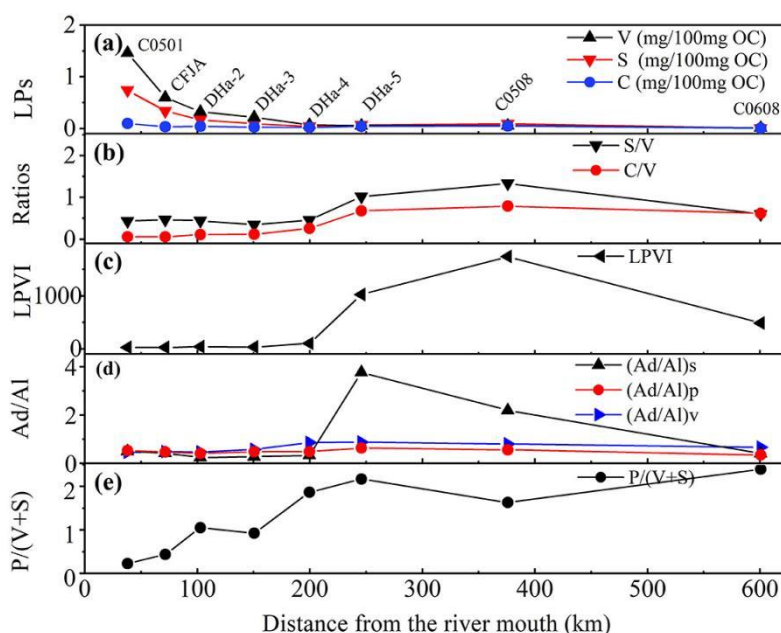 2
(a)
C0501
CFJA
DHa-2
DHa-3
DHa-4
DHa-5
C0508
C0608
V (mg/100mg OC)
S (mg/100mg OC)
C (mg/100mg OC)
LPs
1
0
2
(b)
S/V
C/V
Ratios
1
0
(c)
LPVI
LPVI
1000
0
4
(d)
(Ad/Al)s
(Ad/Al)p
(Ad/Al)v
Ad/Al
2
0
(e)
P/(V+S)
P/(V+S)
2
1
0
0 100 200 300 400 500 600
Distance from the river mouth (km)